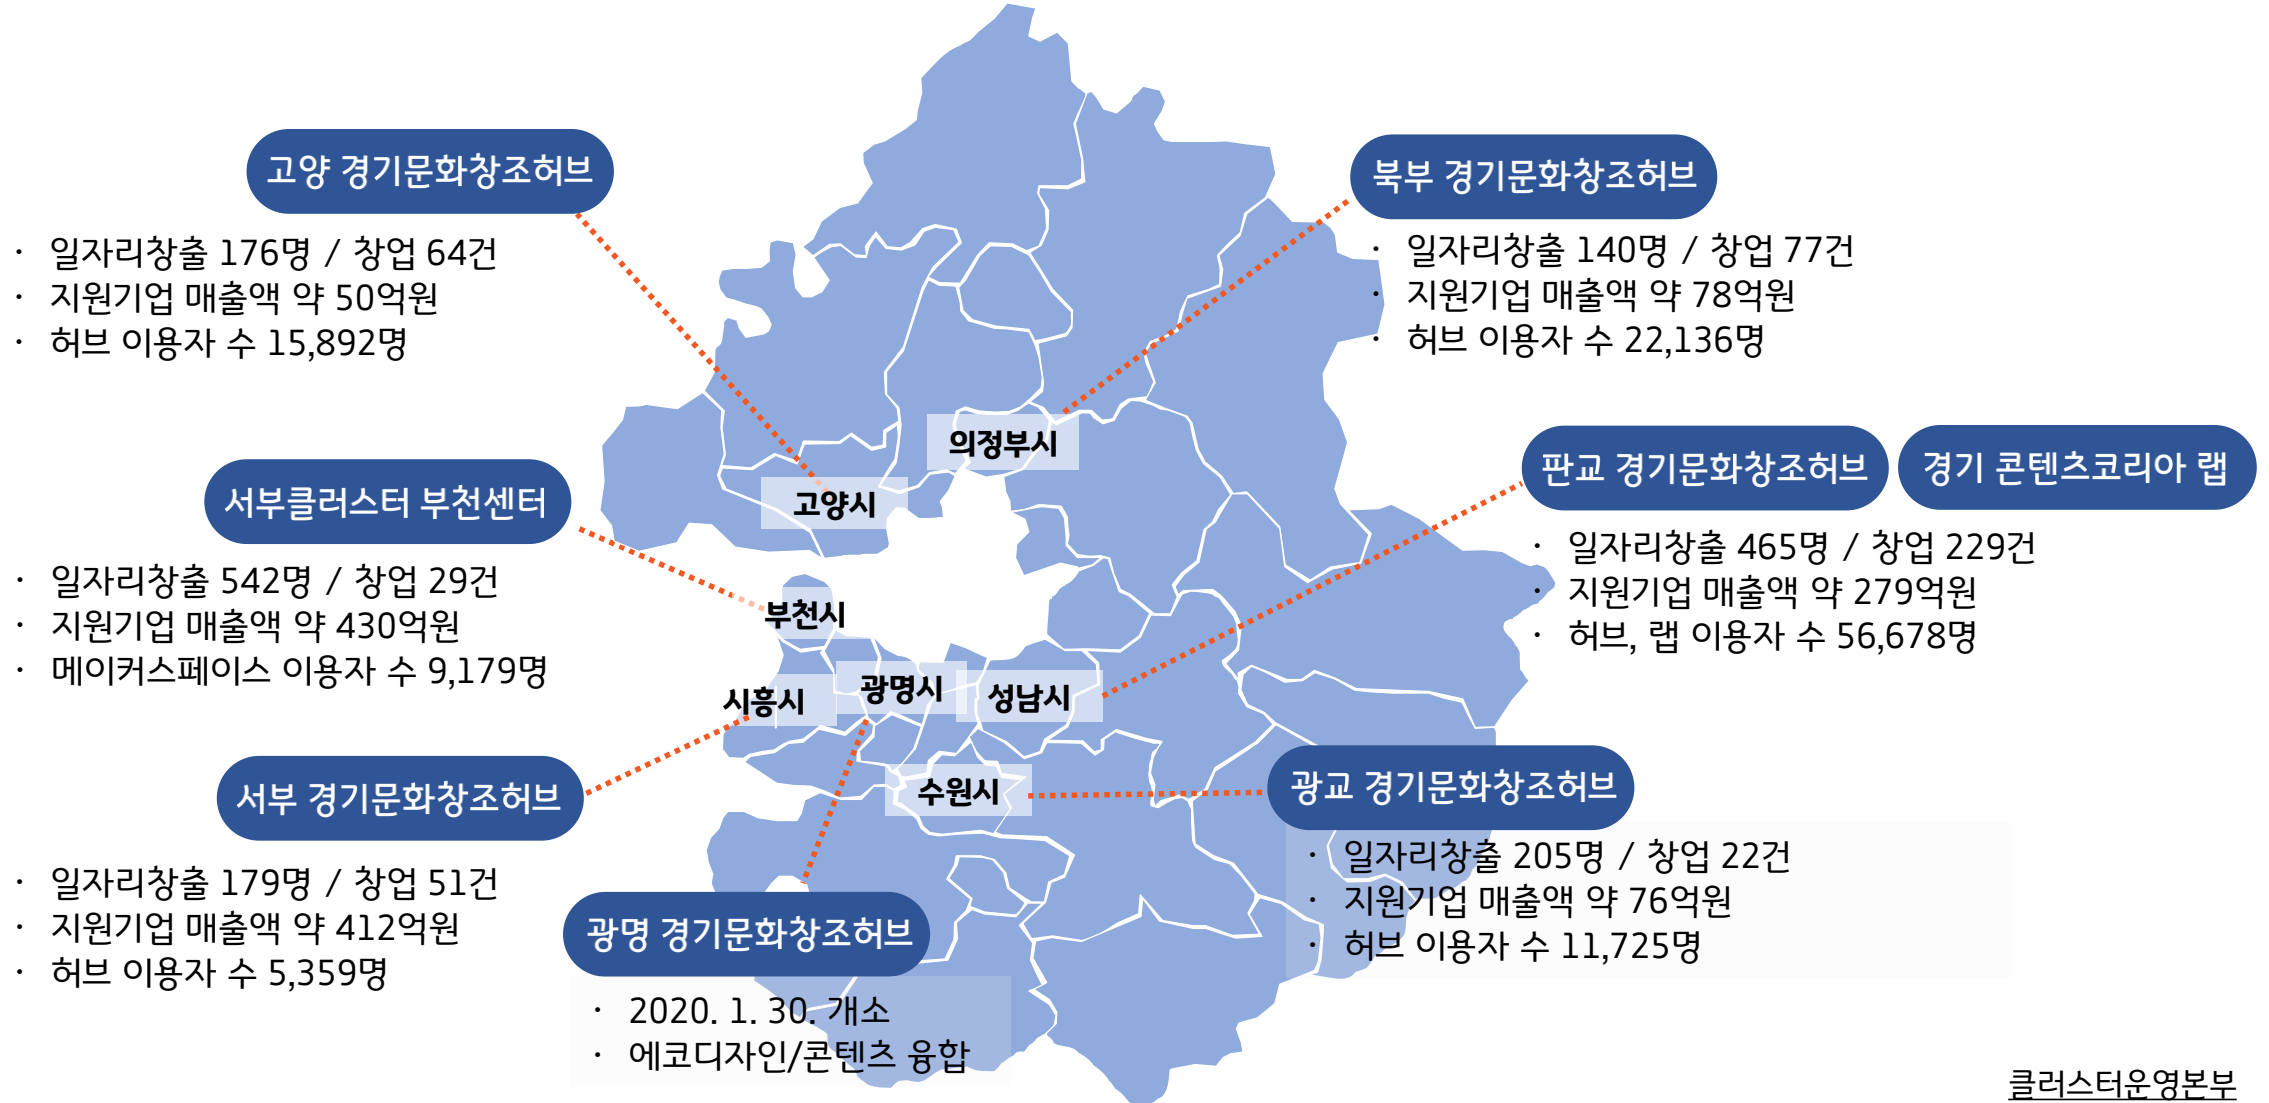 고양 경기문화창조허브
· 일자리창출 176명 / 창업 64건
· 지원기업 매출액 약 50억원
· 허브 이용자 수 15,892명
북부 경기문화창조허브
· 일자리창출 140명 / 창업 77건
· 지원기업 매출액 약 78억원
· 허브 이용자 수 22,136명
의정부시
고양시
서부클러스터 부천센터
· 일자리창출 542명 / 창업 29건
· 지원기업 매출액 약 430억원
· 메이커스페이스 이용자 수 9,179명
판교 경기문화창조허브
경기 콘텐츠코리아 랩
· 일자리창출 465명 / 창업 229건
· 지원기업 매출액 약 279억원
· 허브, 랩 이용자 수 56,678명
부천시
시흥시
광명시
성남시
수원시
서부 경기문화창조허브
· 일자리창출 179명 / 창업 51건
· 지원기업 매출액 약 412억원
· 허브 이용자 수 5,359명
광교 경기문화창조허브
· 일자리창출 205명 / 창업 22건
· 지원기업 매출액 약 76억원
· 허브 이용자 수 11,725명
광명 경기문화창조허브
· 2020. 1. 30. 개소
· 에코디자인/콘텐츠 융합
클러스터운영본부